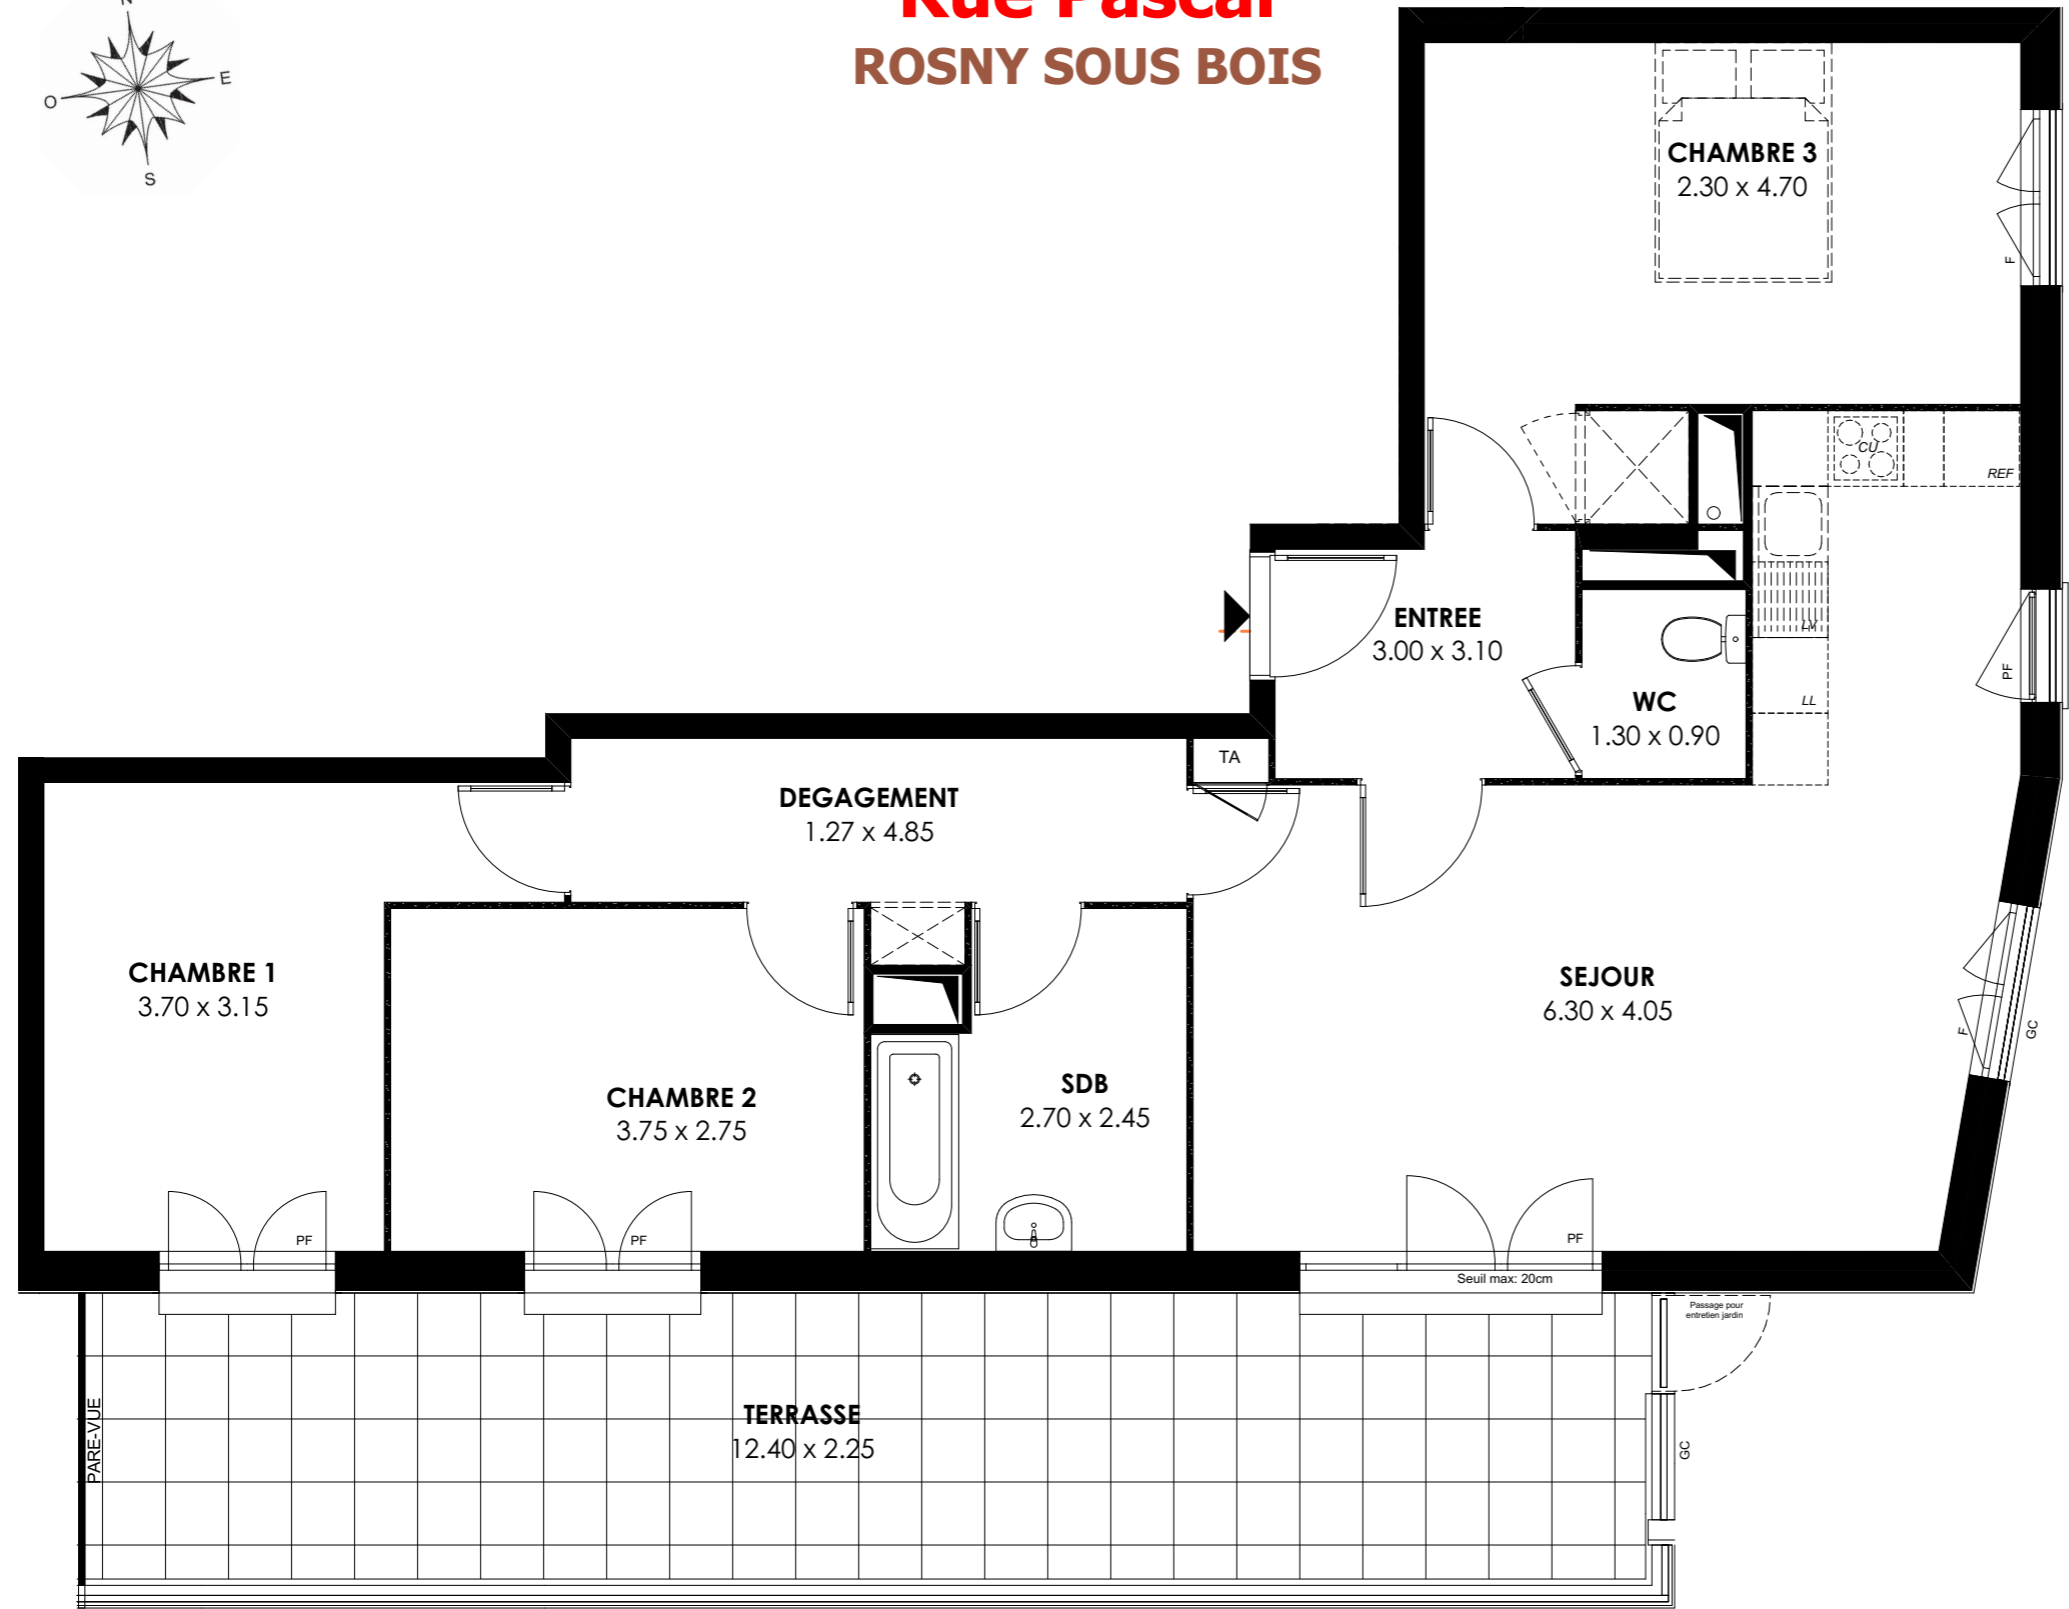 Rue Pascal
ROSNY SOUS BOIS
N
E
O
S
CHAMBRE 3
2.30 x 4.70
F
CU
REF
ENTREE
3.00 x 3.10
LV
PF
WC
1.30 x 0.90
LL
TA
DEGAGEMENT
1.27 x 4.85
CHAMBRE 1
3.70 x 3.15
SEJOUR
6.30 x 4.05
F
GC
CHAMBRE 2
3.75 x 2.75
SDB
2.70 x 2.45
PF
PF
PF
Seuil max: 20cm
Passage pour
entretien jardin
PARE-VUE
TERRASSE
12.40 x 2.25
GC